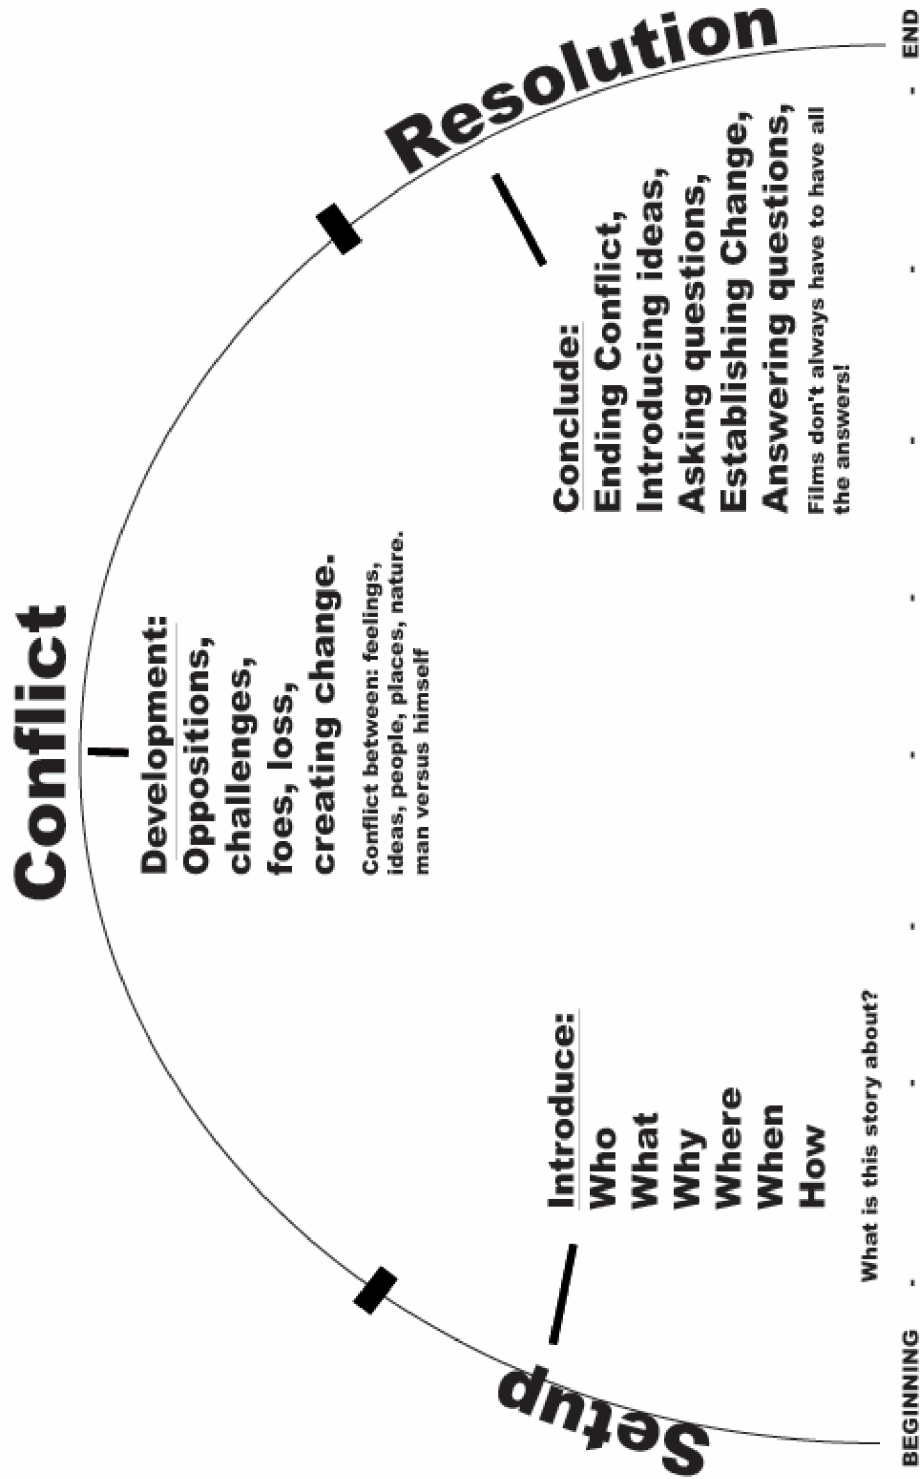 Conflict
Development:
Oppositions,
challenges,
foes, loss,
creating change.
Conflict between: feelings,
ideas, people, places, nature.
man versus himself
Setup
Introduce:
Who
What
Why
Where
When
How
What is this story about?
Resolution
Conclude:
Ending Conflict,
Introducing ideas,
Asking questions,
Establishing Change,
Answering questions,
Films don't always have to have all
the answers!
BEGINNING - - - - - - - - END